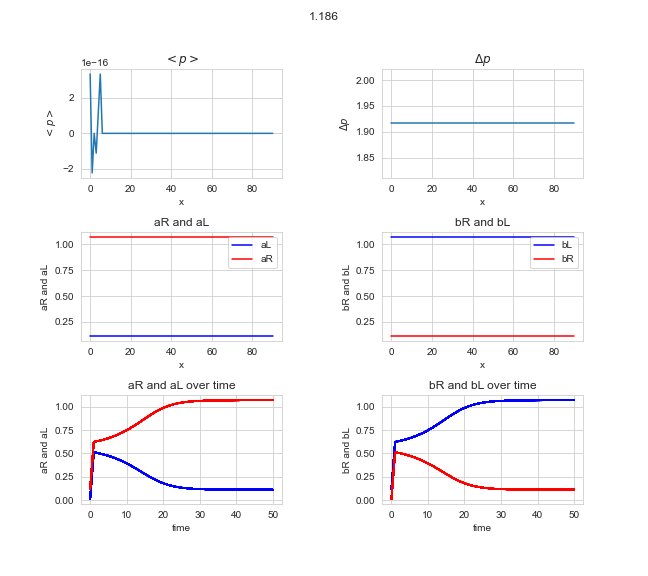 1.186
< p >
1e−16
2
0
−2
< p >
0 20 40 60 80
x
Δp
2.00
1.95
1.90
1.85
Δp
0 20 40 60 80
x
aR and aL
1.00
0.75
0.50
0.25
aR and aL
aL
aR
0 20 40 60 80
x
bR and bL
1.00
0.75
0.50
0.25
bR and bL
bL
bR
0 20 40 60 80
x
aR and aL over time
1.00
0.75
0.50
0.25
0.00
aR and aL
0 10 20 30 40 50
time
bR and bL over time
1.00
0.75
0.50
0.25
0.00
bR and bL
0 10 20 30 40 50
time